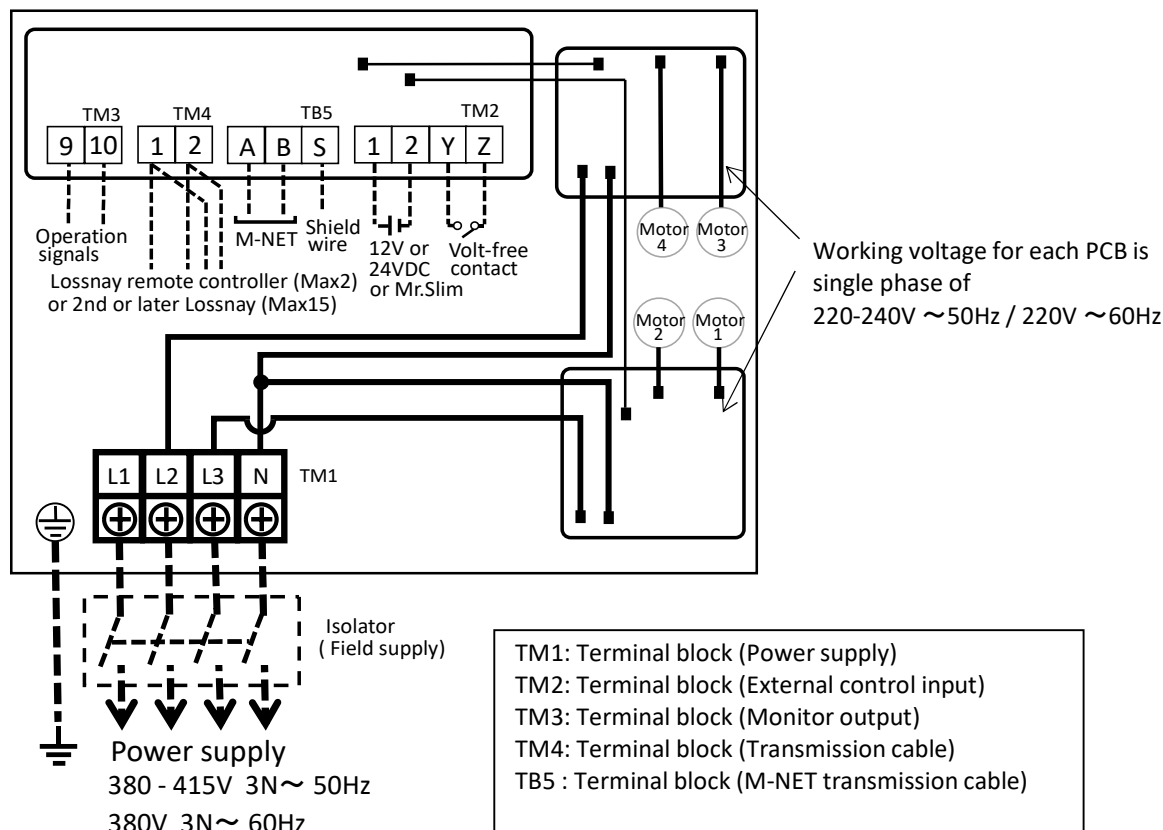 TM3
TM4
TB5
TM2
9 10 1 2 A B S 1 2 Y Z
Operation
signals
M-NET
Shield
wire
12V or
24VDC
or Mr.Slim
Volt-free
contact
Lossnay remote controller (Max2)
or 2nd or later Lossnay (Max15)
Motor
4
Motor
3
Motor
2
Motor
1
Working voltage for each PCB is
single phase of
220-240V ~50Hz / 220V ~60Hz
L1 L2 L3 N TM1
Isolator
( Field supply)
Power supply
380 - 415V 3N~ 50Hz
380V 3N~ 60Hz
TM1: Terminal block (Power supply)
TM2: Terminal block (External control input)
TM3: Terminal block (Monitor output)
TM4: Terminal block (Transmission cable)
TB5 : Terminal block (M-NET transmission cable)